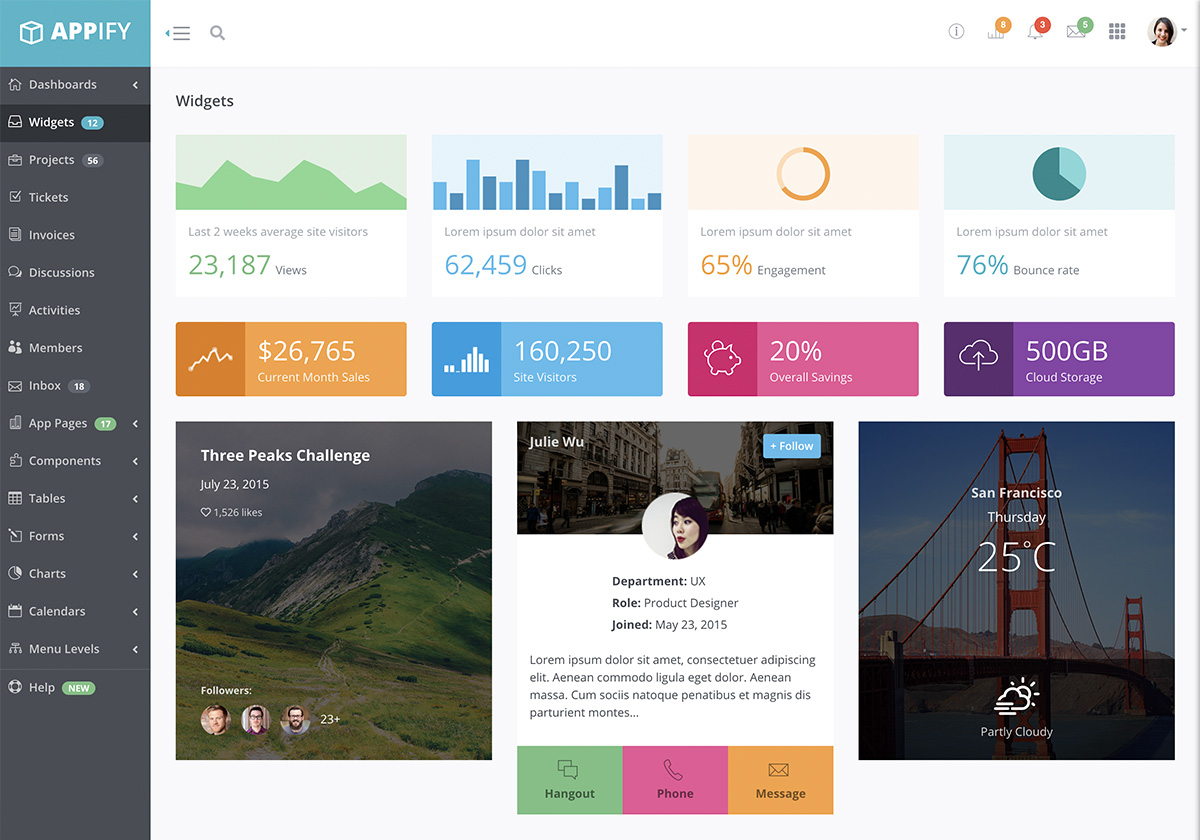 APPIFY
8
3
5
Dashboards
Widgets 12
Projects 56
Tickets
Invoices
Discussions
Activities
Members
Inbox 18
App Pages 17
Components
Tables
Forms
Charts
Calendars
Menu Levels
Help NEW
Widgets
Last 2 weeks average site visitors
23,187 Views
Lorem ipsum dolor sit amet
62,459 Clicks
Lorem ipsum dolor sit amet
65% Engagement
Lorem ipsum dolor sit amet
76% Bounce rate
$26,765
Current Month Sales
160,250
Site Visitors
20%
Overall Savings
500GB
Cloud Storage
Three Peaks Challenge
July 23, 2015
1,526 likes
Followers:
23+
Julie Wu
+ Follow
Department: UX
Role: Product Designer
Joined: May 23, 2015
Lorem ipsum dolor sit amet, consectetuer adipiscing
elit. Aenean commodo ligula eget dolor. Aenean
massa. Cum sociis natoque penatibus et magnis dis
parturient montes...
Hangout
Phone
Message
San Francisco
Thursday
25°C
Partly Cloudy